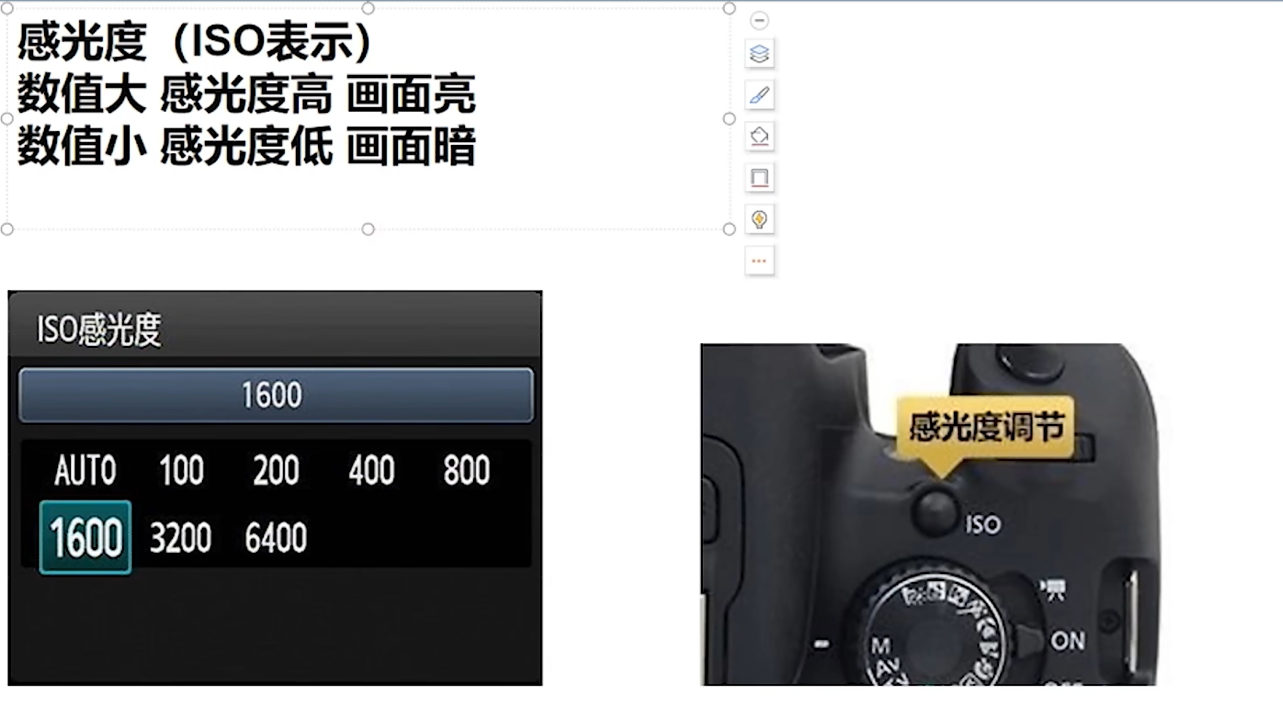 感光度（ISO表示）
数值大 感光度高 画面亮
数值小 感光度低 画面暗
ISO感光度
1600
AUTO 100 200 400 800
1600 3200 6400
感光度调节
ISO
ON
M
AV